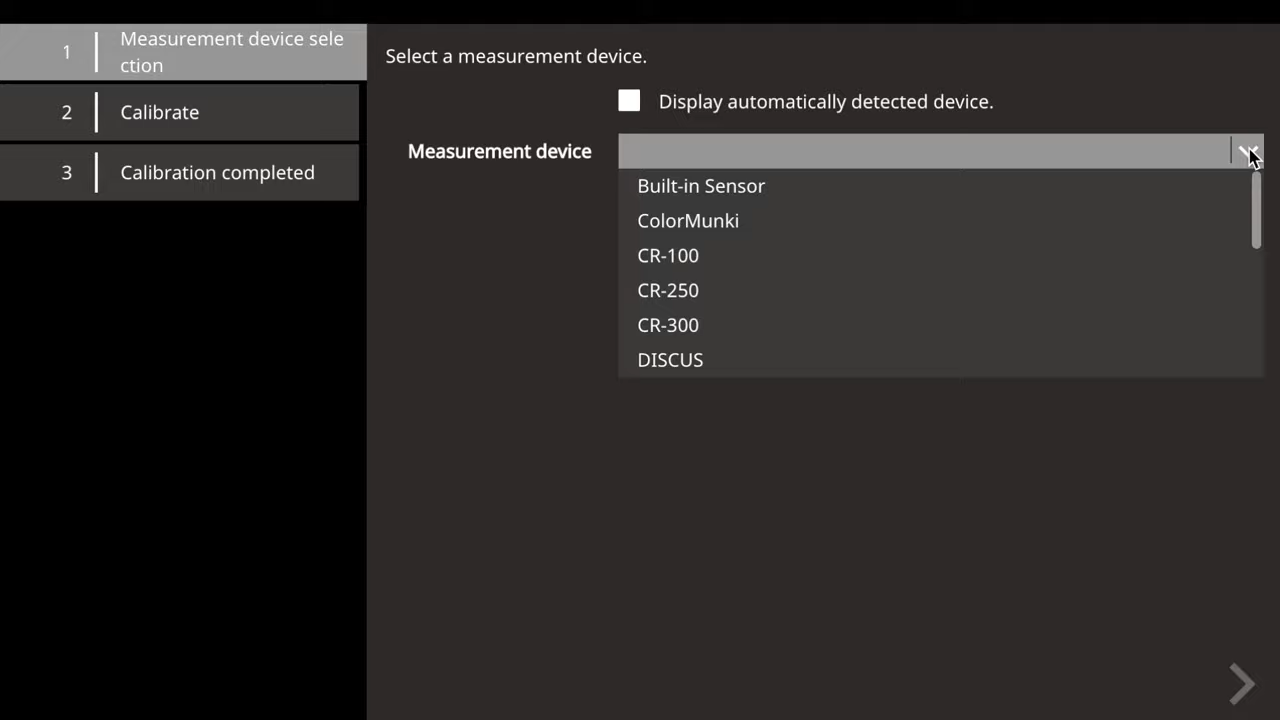 1 Measurement device sele
ction
2 Calibrate
3 Calibration completed
Select a measurement device.
Display automatically detected device.
Measurement device
Built-in Sensor
ColorMunki
CR-100
CR-250
CR-300
DISCUS